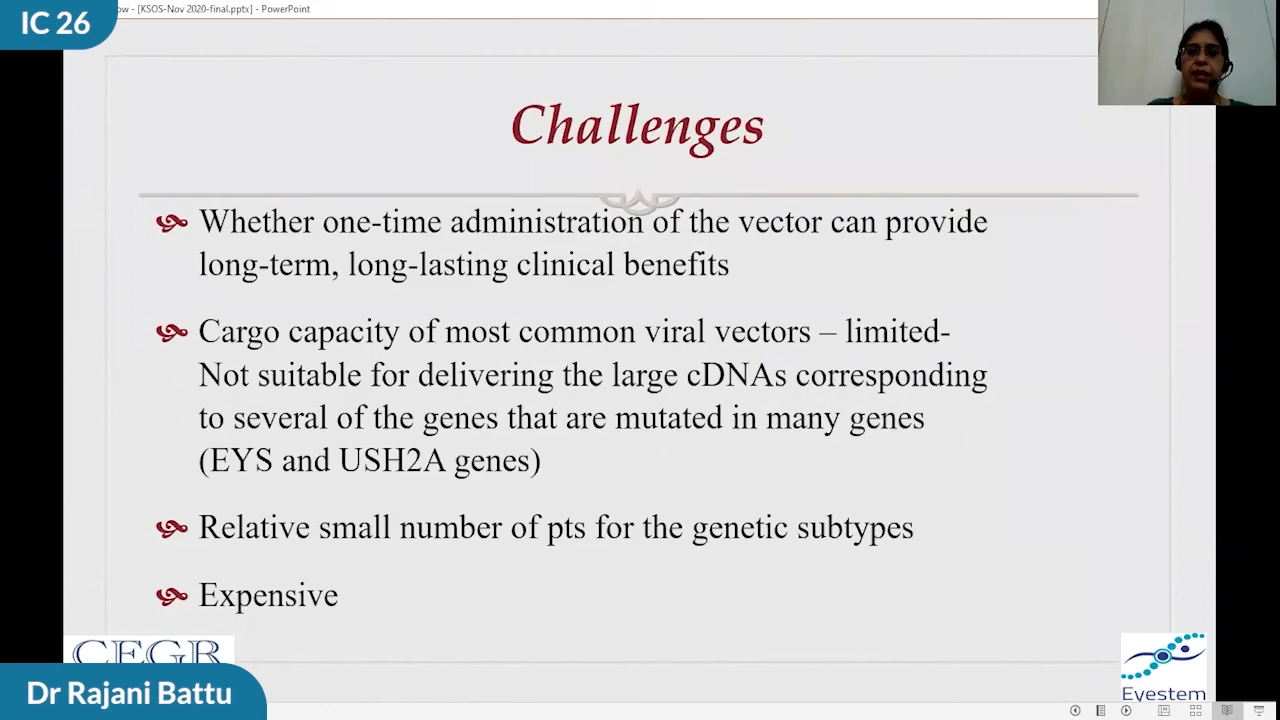 IC 26
ow - [KSOS-Nov 2020-final.pptx] - PowerPoint
Challenges
Whether one-time administration of the vector can provide
long-term, long-lasting clinical benefits
Cargo capacity of most common viral vectors – limited-
Not suitable for delivering the large cDNAs corresponding
to several of the genes that are mutated in many genes
(EYS and USH2A genes)
Relative small number of pts for the genetic subtypes
Expensive
CEGR
Dr Rajani Battu
Eyestem